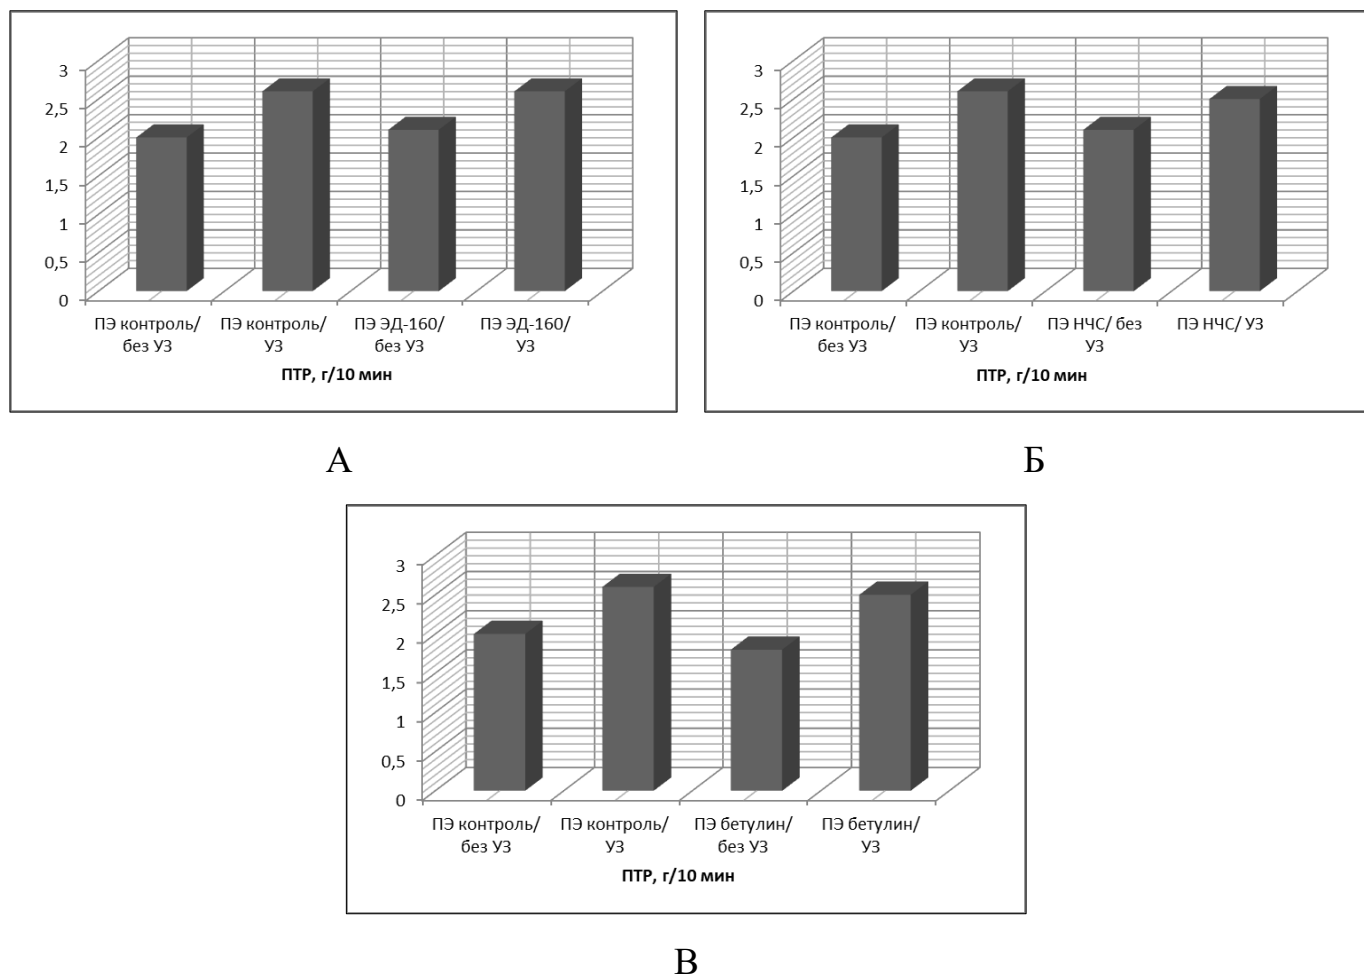 3
2,5
2
1,5
1
0,5
0
ПЭ контроль/ ПЭ контроль/ ПЭ ЭД-160/ ПЭ ЭД-160/
без УЗ УЗ без УЗ УЗ
ПТР, г/10 мин
А
3
2,5
2
1,5
1
0,5
0
ПЭ контроль/ ПЭ контроль/ ПЭ НЧС/ без ПЭ НЧС/ УЗ
без УЗ УЗ УЗ
ПТР, г/10 мин
Б
3
2,5
2
1,5
1
0,5
0
ПЭ контроль/ ПЭ контроль/ ПЭ бетулин/ ПЭ бетулин/
без УЗ УЗ без УЗ УЗ
ПТР, г/10 мин
В